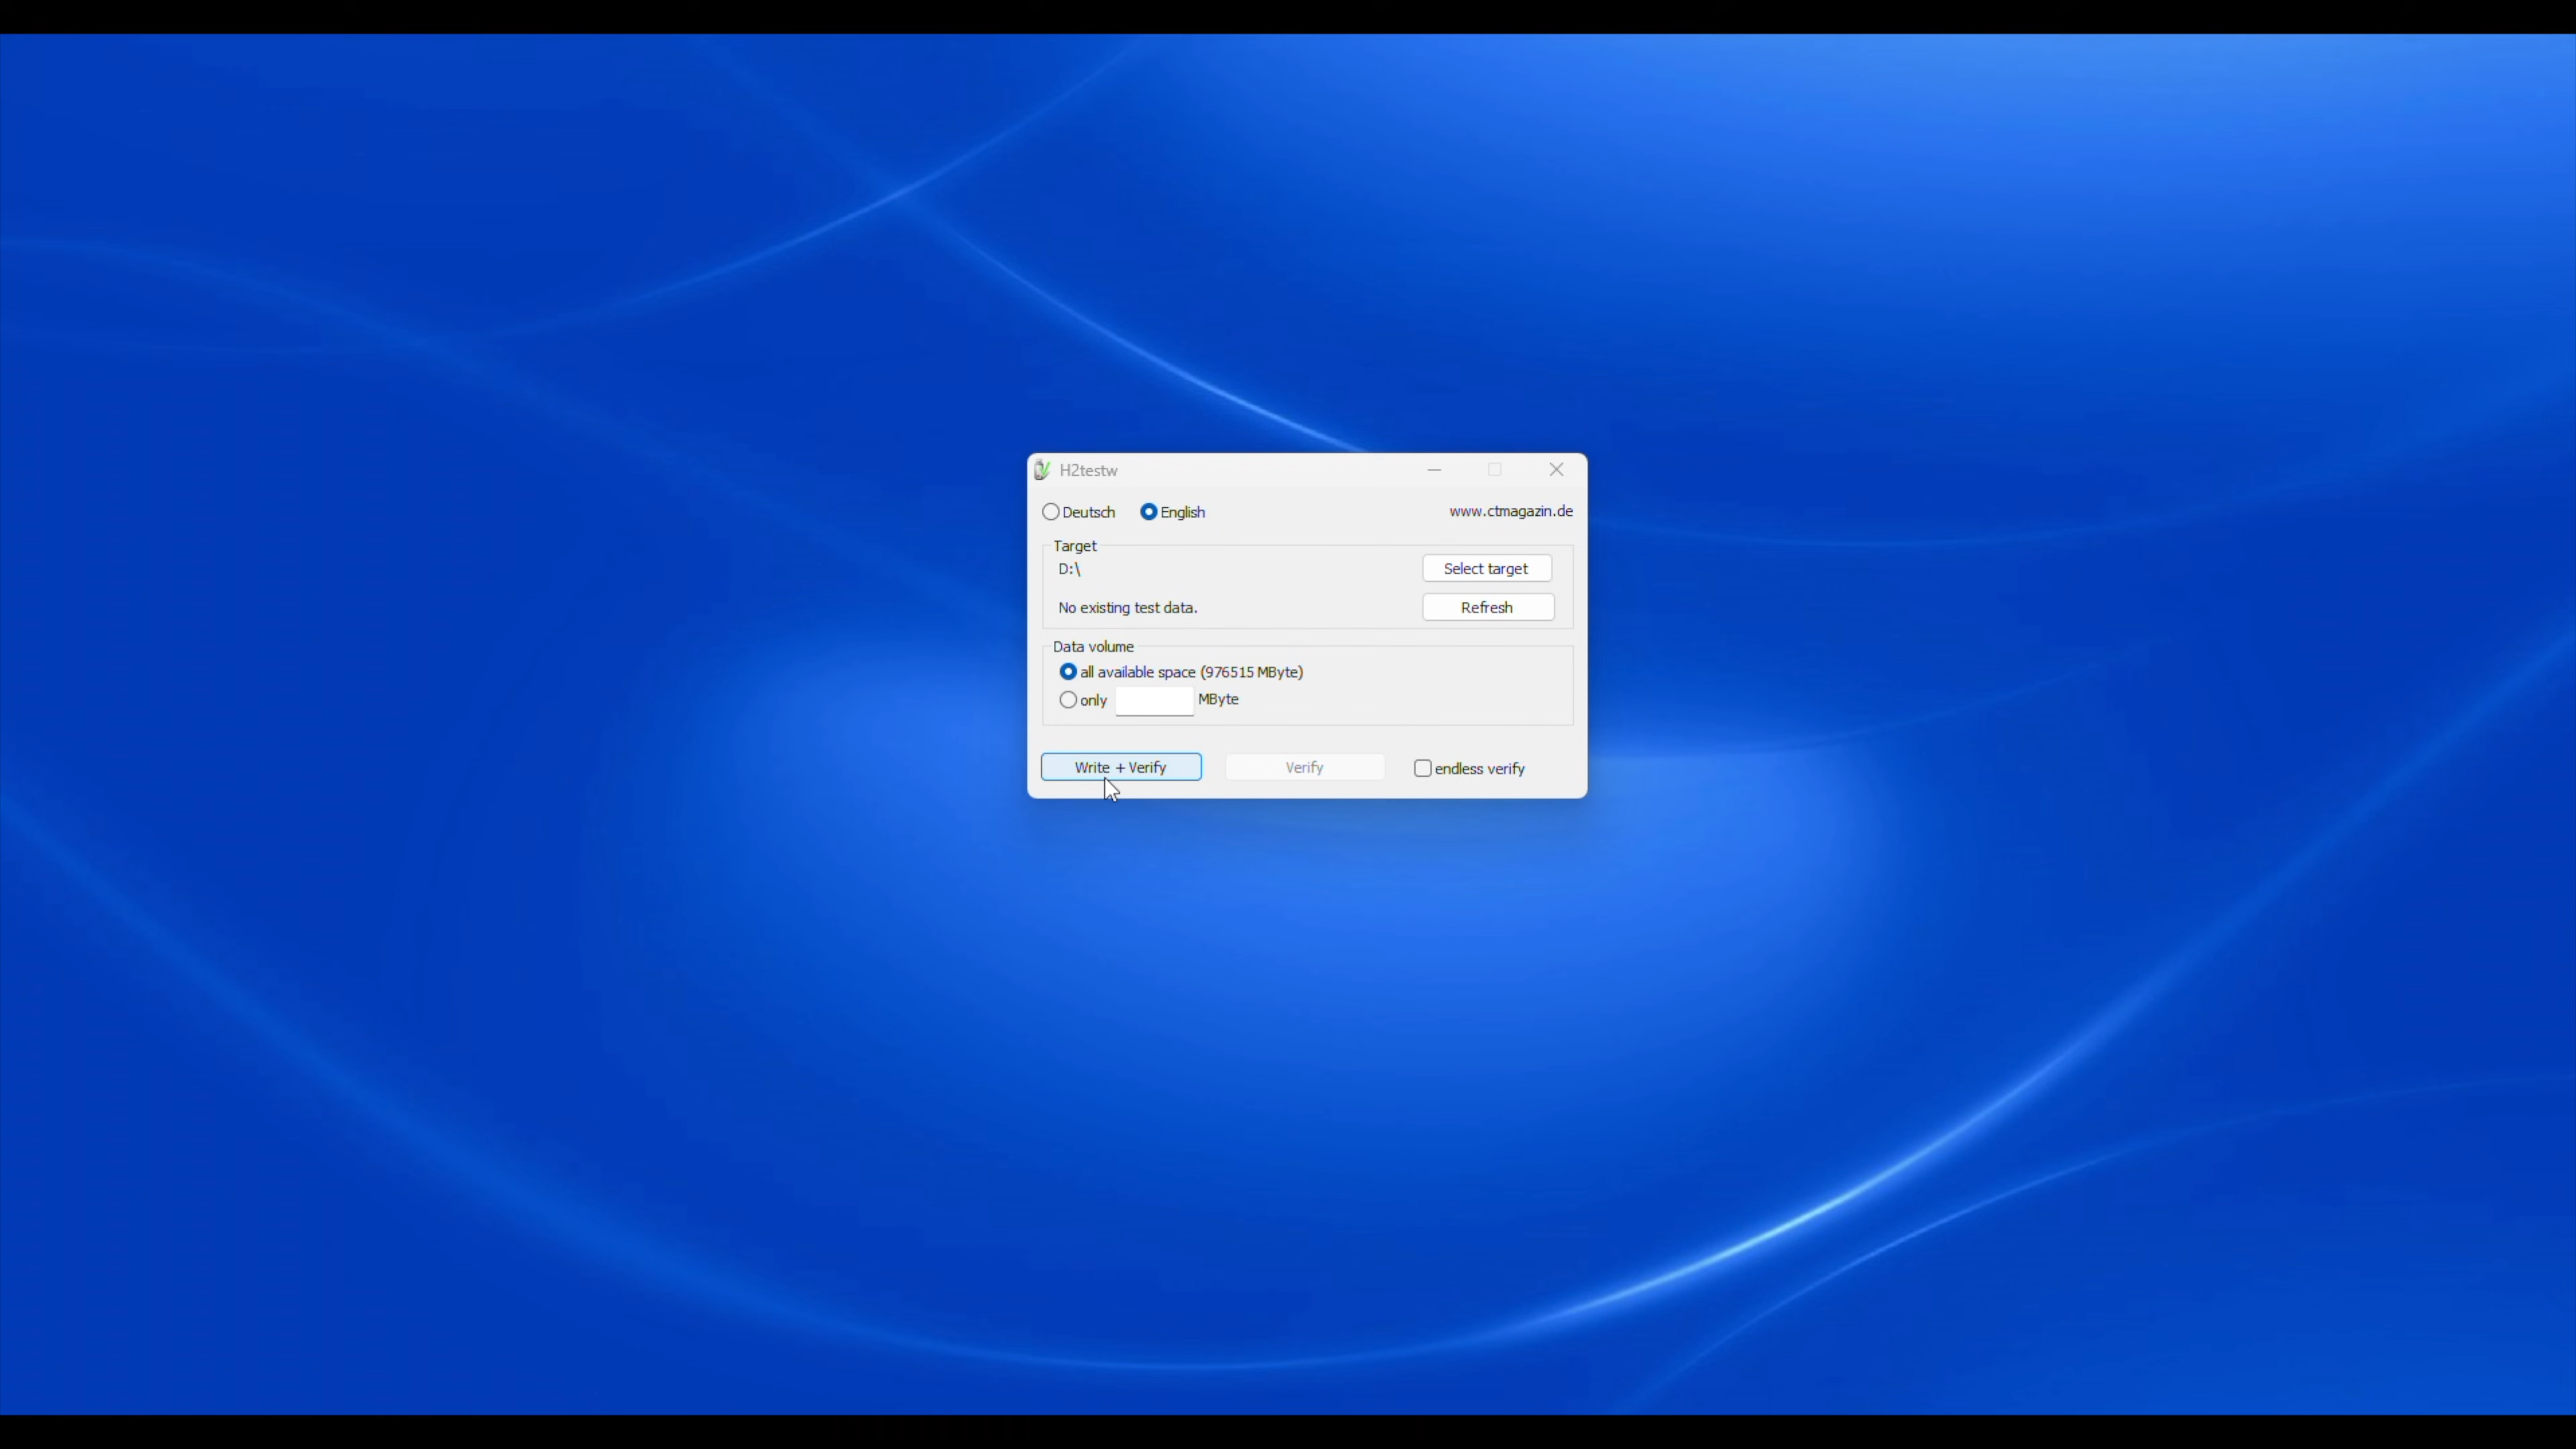 H2testw
Deutsch English www.ctmagazin.de
Target
D:\ Select target
No existing test data. Refresh
Data volume
all available space (976515 MByte)
only MByte
Write + Verify Verify endless verify